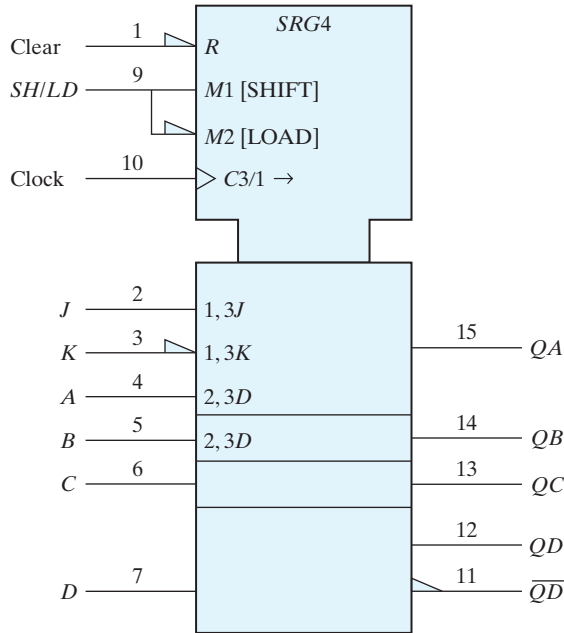 SRG4
Clear 1 R
SH/LD 9 M1 [SHIFT]
M2 [LOAD]
Clock 10 C3/1 →
J 2 1, 3J
K 3 1, 3K
15 QA
A 4 2, 3D
B 5 2, 3D 14 QB
C 6 13 QC
12 QD
D 7 11 Q̅D̅